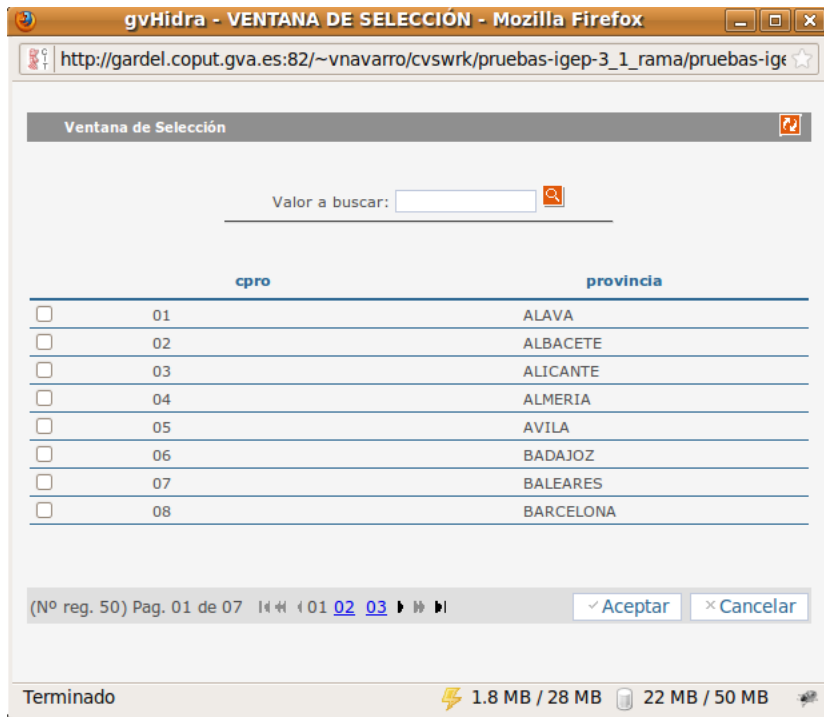 gvHidra - VENTANA DE SELECCIÓN - Mozilla Firefox
http://gardel.coput.gva.es:82/~vnavarro/cvswrk/pruebas-igep-3_1_rama/pruebas-ige
Ventana de Selección
Valor a buscar:
cpro provincia
01 ALAVA
02 ALBACETE
03 ALICANTE
04 ALMERIA
05 AVILA
06 BADAJOZ
07 BALEARES
08 BARCELONA
(Nº reg. 50) Pag. 01 de 07 01 02 03 Aceptar Cancelar
Terminado 1.8 MB / 28 MB 22 MB / 50 MB